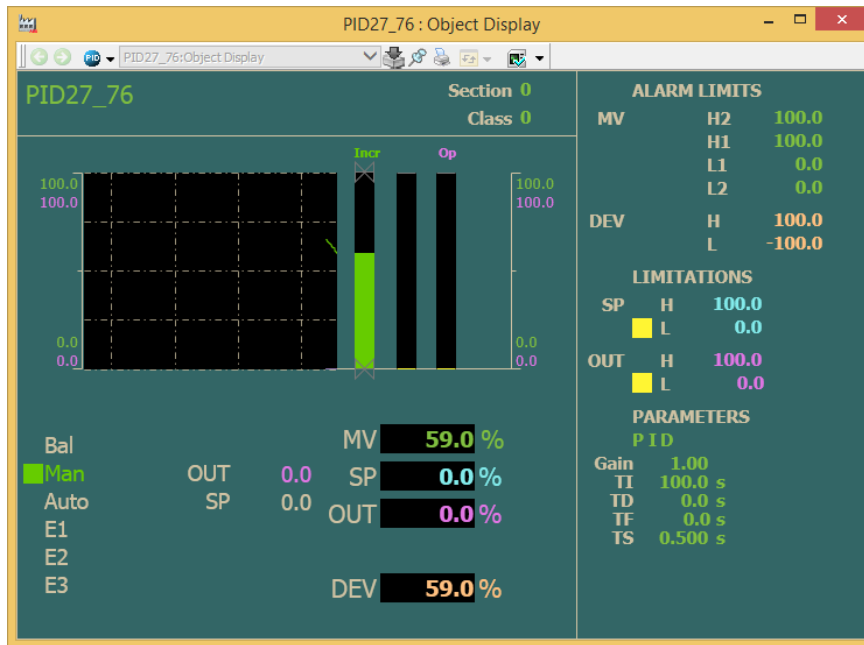 PID27_76 : Object Display
PID PID27_76:Object Display
PID27_76
Section 0
Class 0
Incr Op
100.0 100.0
100.0 100.0
0.0 0.0
0.0 0.0
Bal
Man
Auto
E1
E2
E3
OUT 0.0
SP 0.0
MV 59.0 %
SP 0.0 %
OUT 0.0 %
DEV 59.0 %
ALARM LIMITS
MV H2 100.0
H1 100.0
L1 0.0
L2 0.0
DEV H 100.0
L -100.0
LIMITATIONS
SP H 100.0
L 0.0
OUT H 100.0
L 0.0
PARAMETERS
PID
Gain 1.00
TI 100.0 s
TD 0.0 s
TF 0.0 s
TS 0.500 s